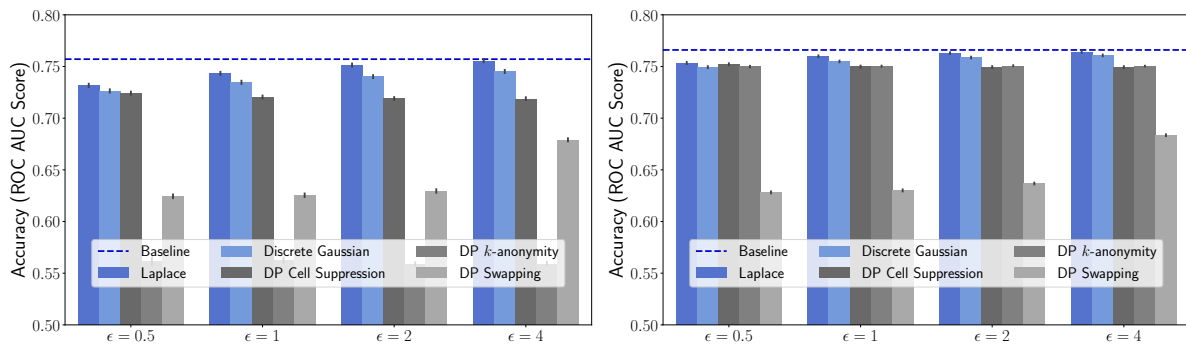 0.80
0.75
0.70
0.65
0.60
0.55
0.50
Accuracy (ROC AUC Score)
Baseline
Laplace
Discrete Gaussian
DP Cell Suppression
DP k-anonymity
DP Swapping
ϵ = 0.5
ϵ = 1
ϵ = 2
ϵ = 4
0.80
0.75
0.70
0.65
0.60
0.55
0.50
Accuracy (ROC AUC Score)
Baseline
Laplace
Discrete Gaussian
DP Cell Suppression
DP k-anonymity
DP Swapping
ϵ = 0.5
ϵ = 1
ϵ = 2
ϵ = 4